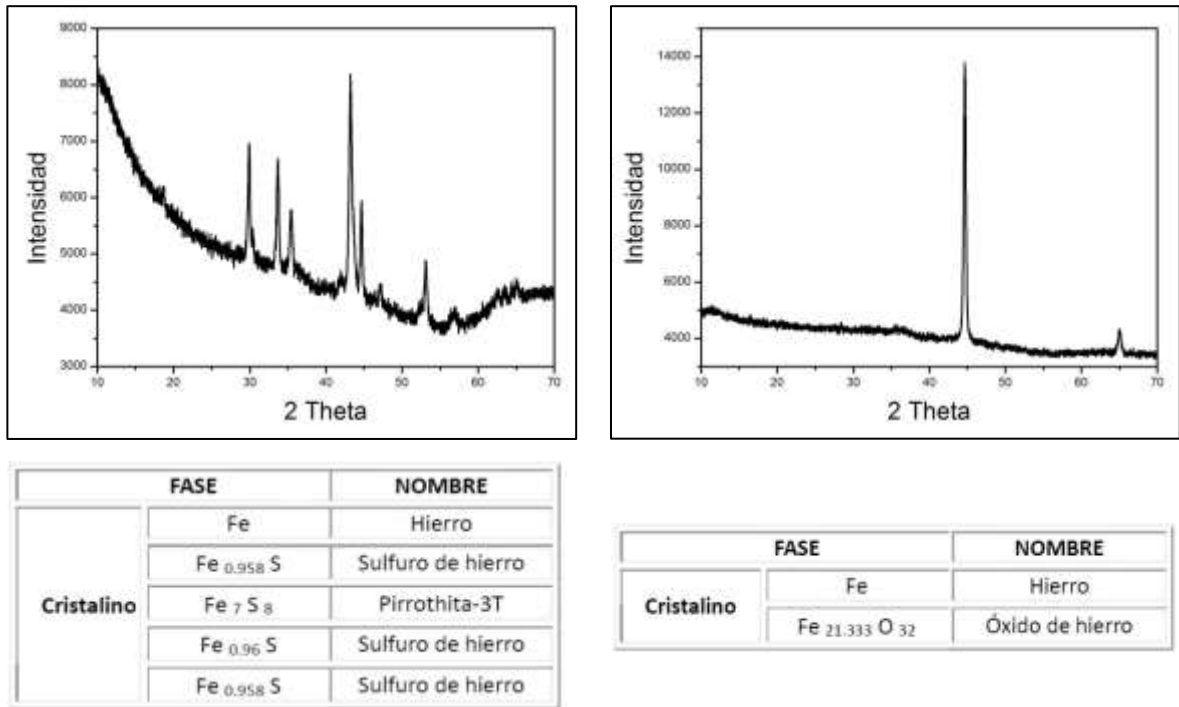 9000
8000
7000
6000
5000
4000
3000
Intensidad
10 20 30 40 50 60 70
2 Theta
14000
12000
10000
8000
6000
4000
Intensidad
10 20 30 40 50 60 70
2 Theta
FASE NOMBRE
Cristalino
Fe Hierro
Fe 0.958 S Sulfuro de hierro
Fe 7 S 8 Pirrothita-3T
Fe 0.96 S Sulfuro de hierro
Fe 0.958 S Sulfuro de hierro
FASE NOMBRE
Cristalino
Fe Hierro
Fe 21.333 O 32 Óxido de hierro